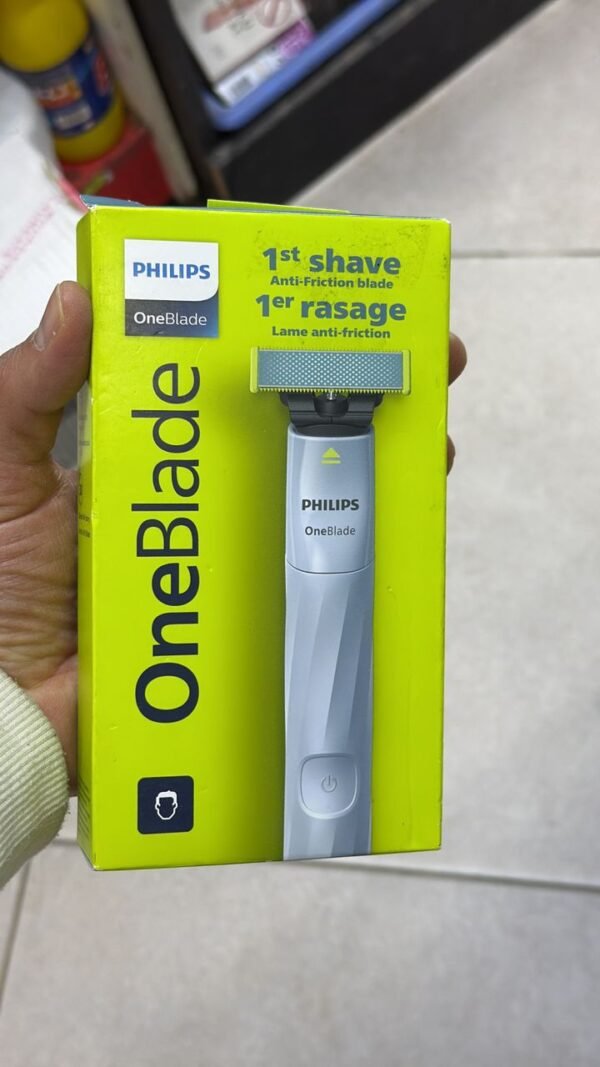 PHILIPS
OneBlade
1st shave
Anti-Friction blade
1er rasage
Lame anti-friction
OneBlade
PHILIPS
OneBlade